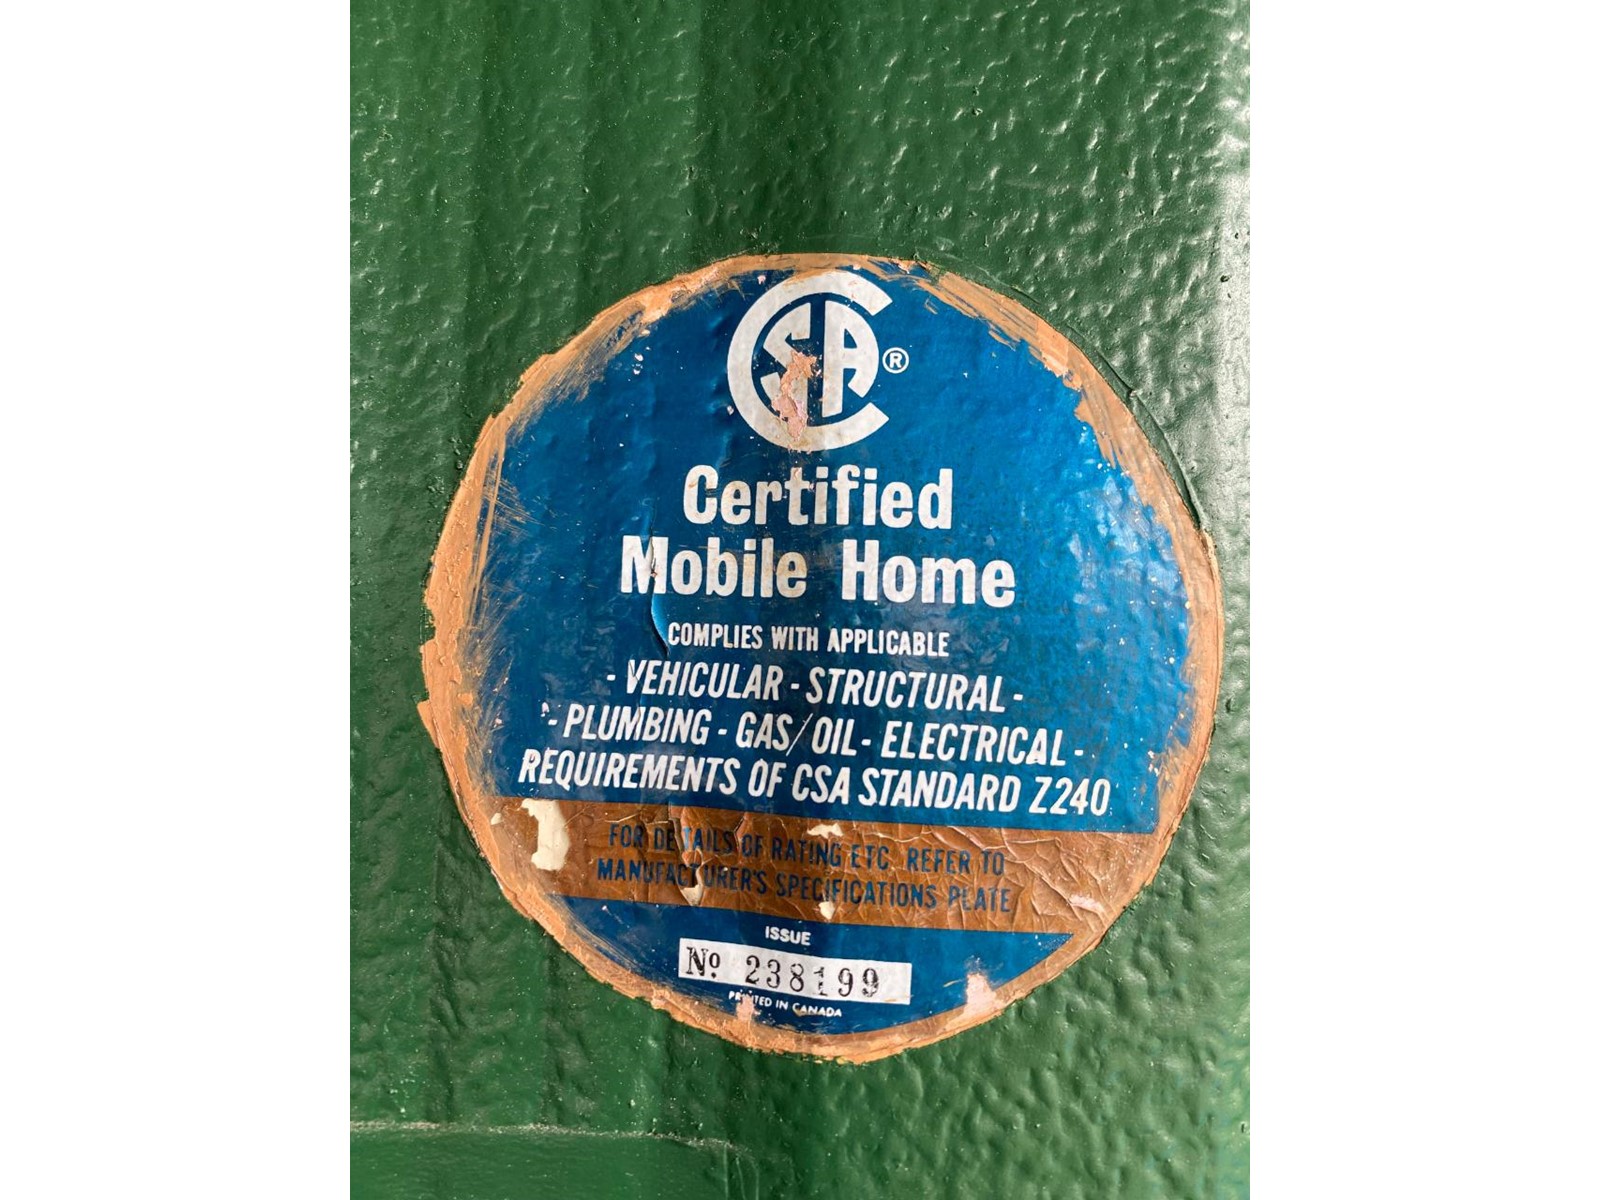 CSA®
Certified
Mobile Home
COMPLIES WITH APPLICABLE
- VEHICULAR - STRUCTURAL -
- PLUMBING - GAS/OIL - ELECTRICAL -
REQUIREMENTS OF CSA STANDARD Z240
FOR DETAILS OF RATING ETC. REFER TO
MANUFACTURER'S SPECIFICATIONS PLATE
ISSUE
Nº 238199
PRINTED IN CANADA